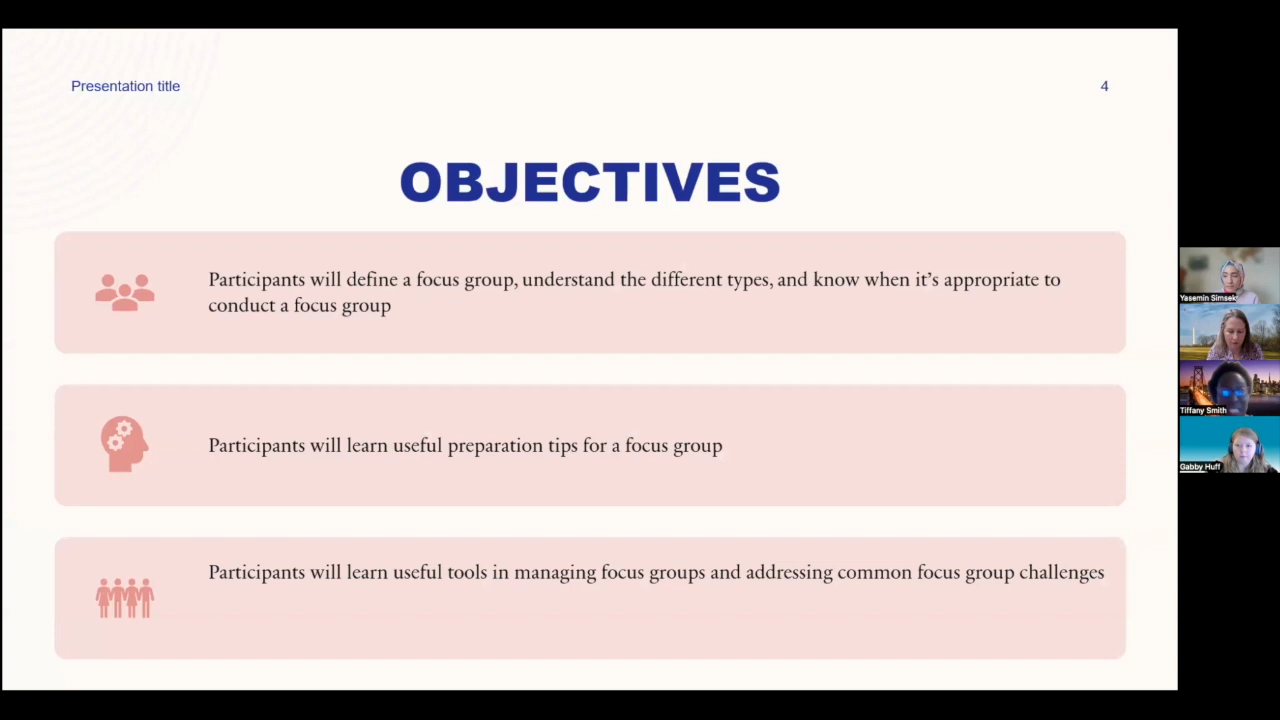 Presentation title
4
OBJECTIVES
Participants will define a focus group, understand the different types, and know when it’s appropriate to
conduct a focus group
Participants will learn useful preparation tips for a focus group
Participants will learn useful tools in managing focus groups and addressing common focus group challenges
Yasemin Simsek
Tiffany Smith
Gabby Huff